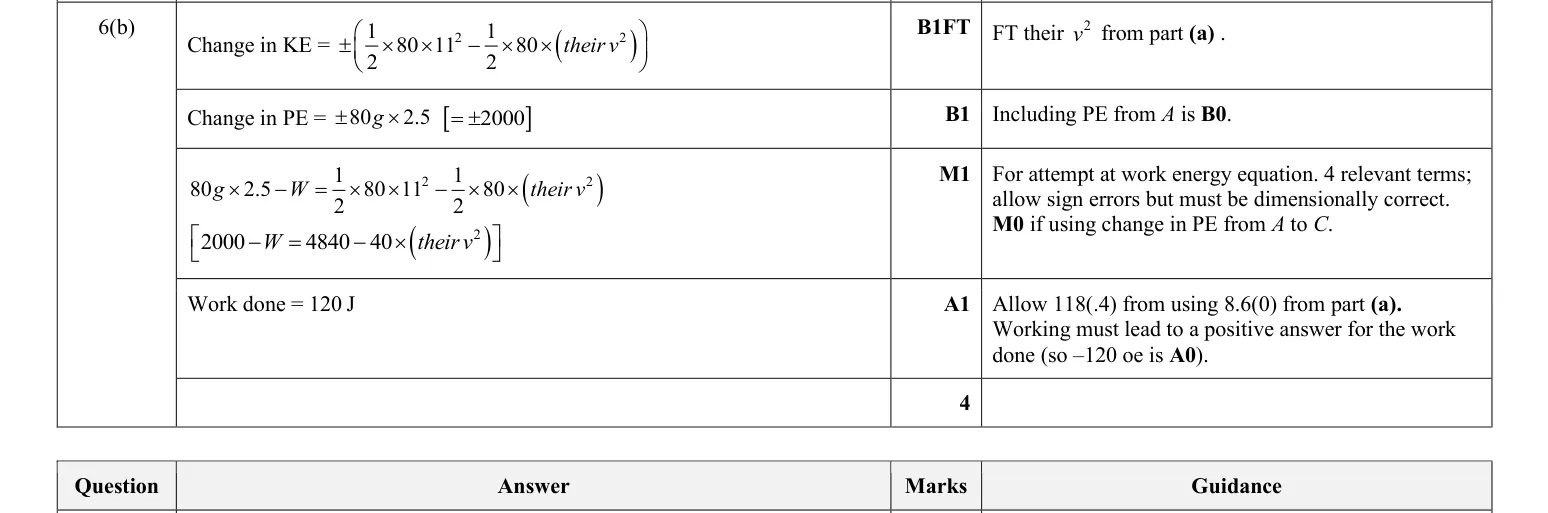 6(b)
Change in KE = ±(1/2 × 80 × 11² − 1/2 × 80 × (their v²))
B1FT
FT their v² from part (a) .
Change in PE = ±80g × 2.5 [= ±2000]
B1
Including PE from A is B0.
80g × 2.5 − W = 1/2 × 80 × 11² − 1/2 × 80 × (their v²)
[2000 − W = 4840 − 40 × (their v²)]
M1
For attempt at work energy equation. 4 relevant terms;
allow sign errors but must be dimensionally correct.
M0 if using change in PE from A to C.
Work done = 120 J
A1
Allow 118(.4) from using 8.6(0) from part (a).
Working must lead to a positive answer for the work
done (so –120 oe is A0).
4
Question
Answer
Marks
Guidance